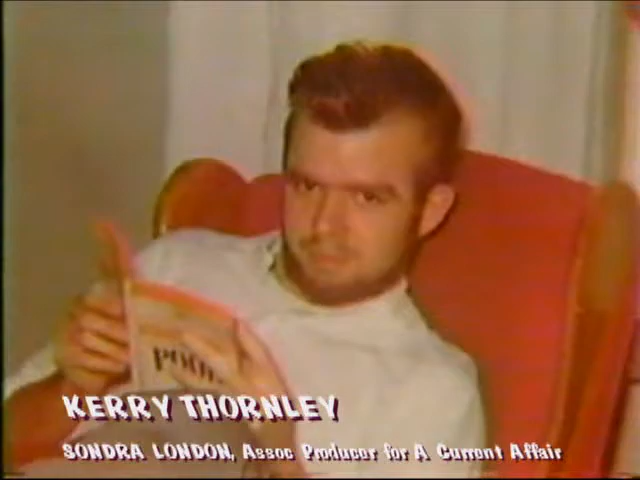 KERRY THORNLEY
SONDRA LONDON, Assoc Producer for A Current Affair